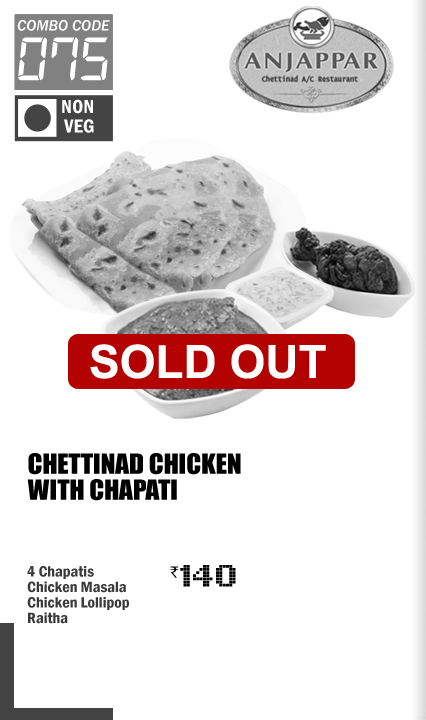 COMBO CODE
075
NON
VEG
ANJAPPAR
Chettinad A/C Restaurant
SOLD OUT
CHETTINAD CHICKEN
WITH CHAPATI
4 Chapatis
Chicken Masala
Chicken Lollipop
Raitha
₹140